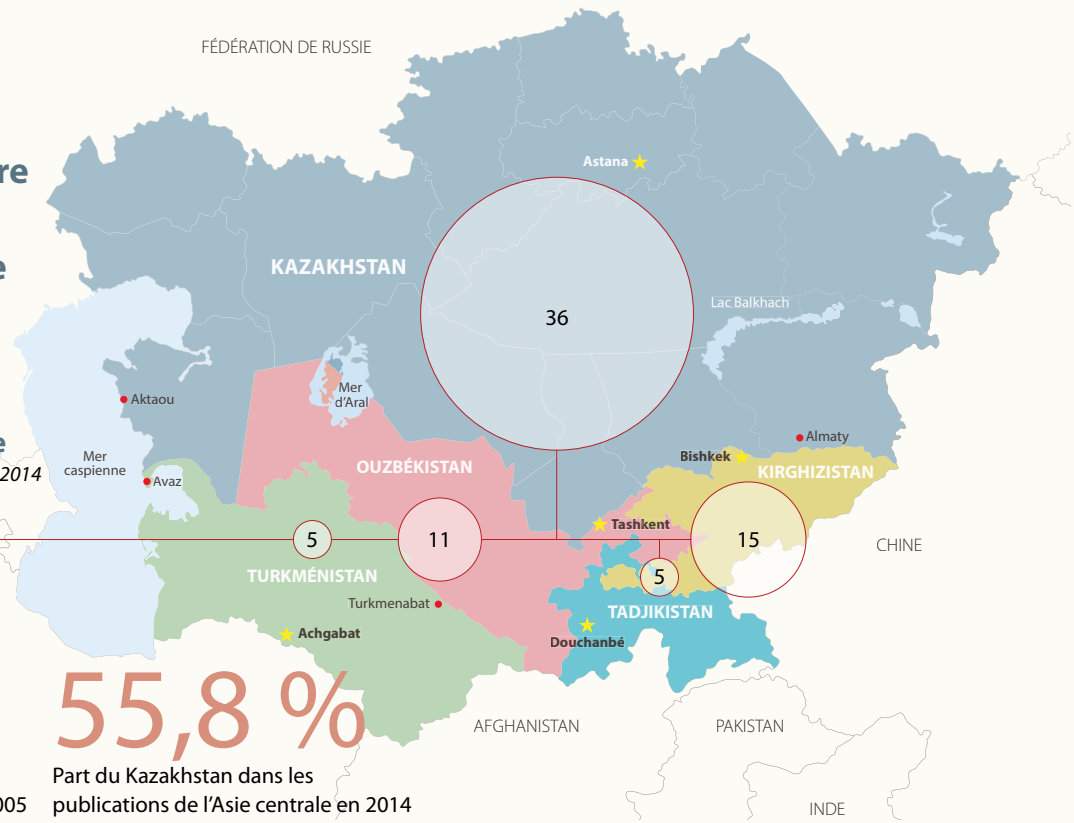 FÉDÉRATION DE RUSSIE
re
Astana
e
KAZAKHSTAN
Lac Balkhach
36
Mer
d'Aral
Aktaou
Almaty
e
2014
Mer
caspienne
Bishkek
OUZBÉKISTAN
KIRGHIZISTAN
Avaz
Tashkent
5
11
15
CHINE
5
TURKMÉNISTAN
Turkmenabat
TADJIKISTAN
Achgabat
Douchanbé
55,8 %
AFGHANISTAN
PAKISTAN
Part du Kazakhstan dans les
005
publications de l'Asie centrale en 2014
INDE